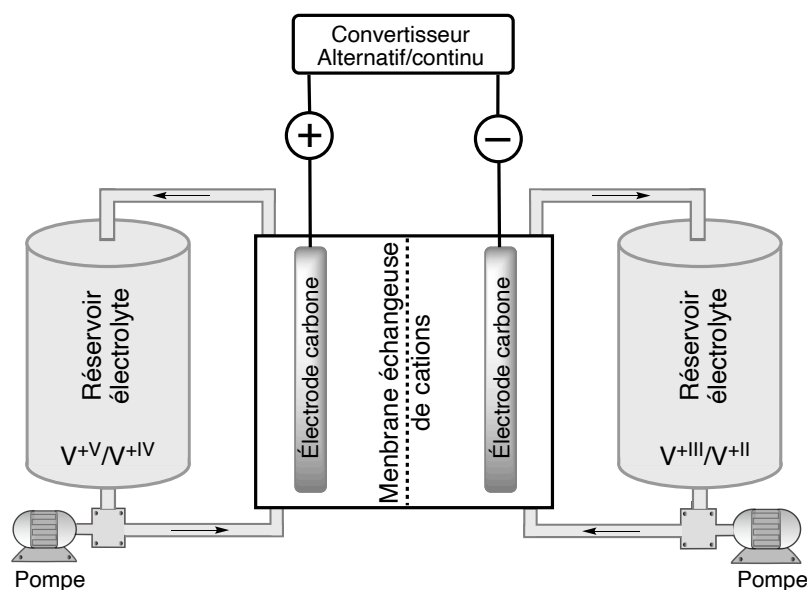 Convertisseur
Alternatif/continu
+
−
Réservoir
électrolyte
V+V/V+IV
Électrode carbone
Menbrane échangeuse
de cations
Électrode carbone
Réservoir
électrolyte
V+III/V+II
Pompe
Pompe